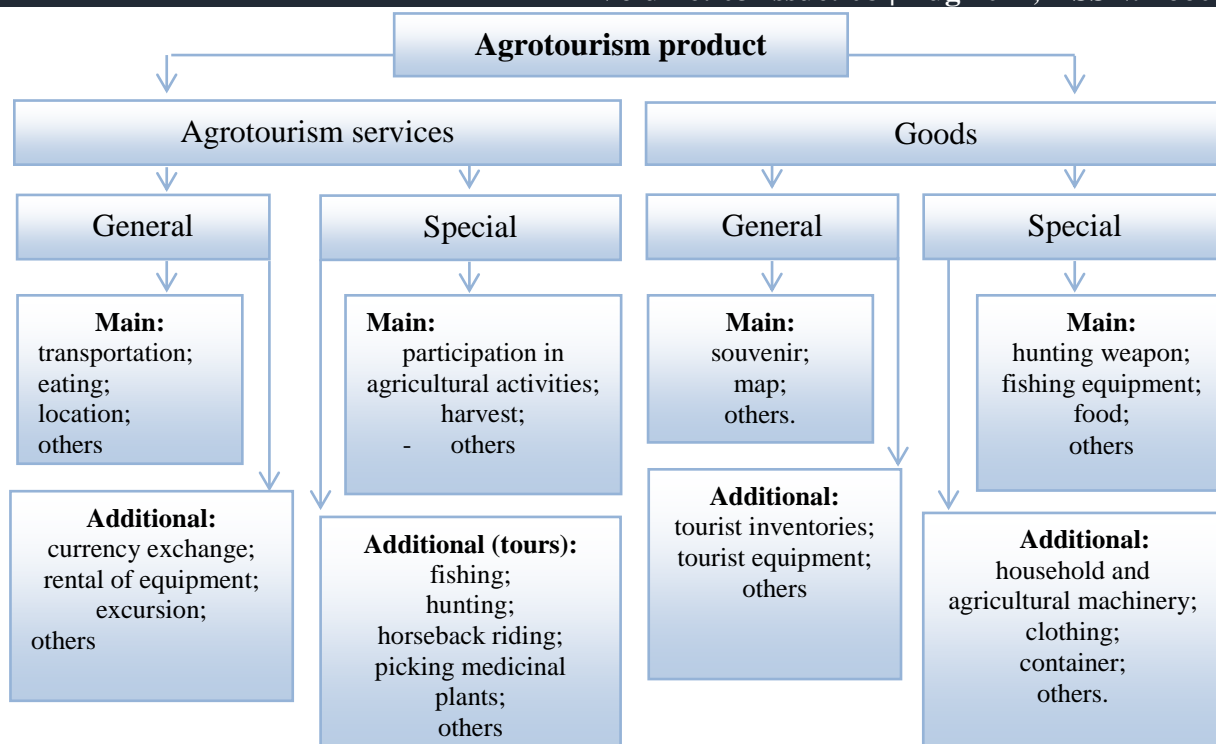 Agrotourism product
Agrotourism services
Goods
General
Special
General
Special
Main:
transportation;
eating;
location;
others
Main:
participation in
agricultural activities;
harvest;
- others
Main:
souvenir;
map;
others.
Main:
hunting weapon;
fishing equipment;
food;
others
Additional:
currency exchange;
rental of equipment;
excursion;
others
Additional (tours):
fishing;
hunting;
horseback riding;
picking medicinal
plants;
others
Additional:
tourist inventories;
tourist equipment;
others
Additional:
household and
agricultural machinery;
clothing;
container;
others.